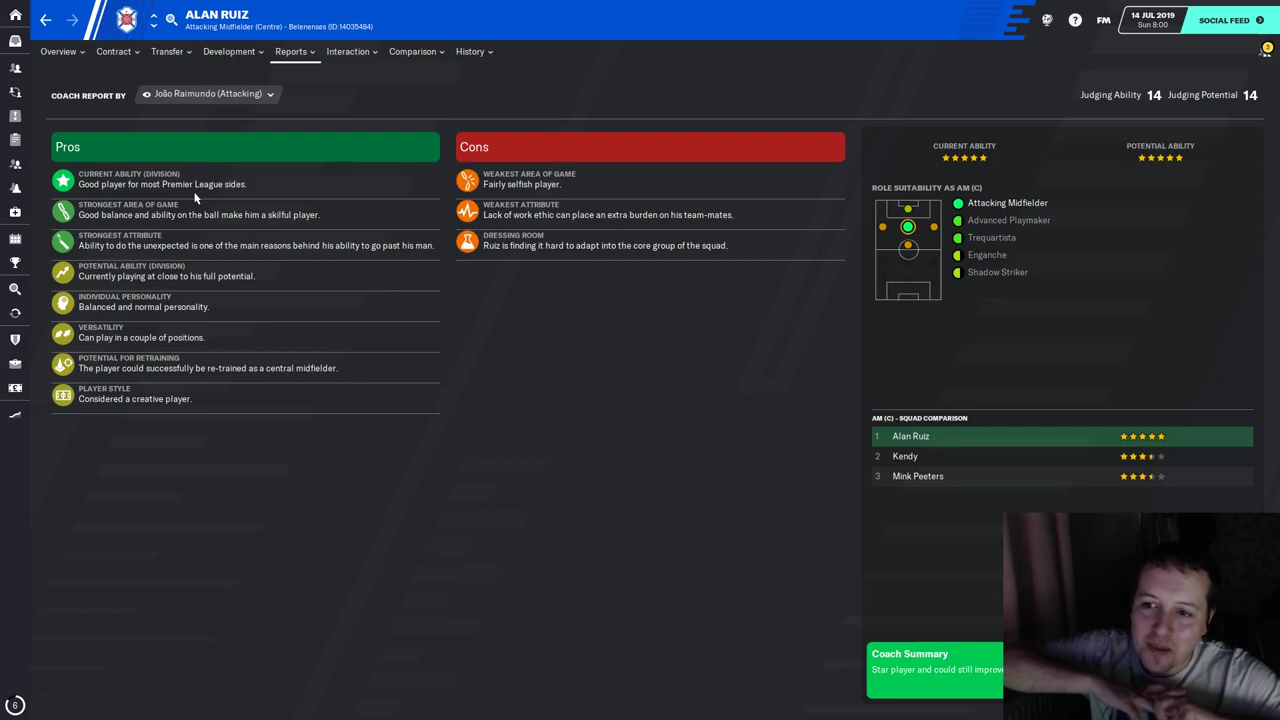 ALAN RUIZ
Attacking Midfielder (Centre) - Belenenses (ID:14035484)
FM
14 JUL 2019
Sun 8:00
SOCIAL FEED
3
Overview
Contract
Transfer
Development
Reports
Interaction
Comparison
History
COACH REPORT BY
João Raimundo (Attacking)
Judging Ability 14 Judging Potential 14
Pros
CURRENT ABILITY (DIVISION)
Good player for most Premier League sides.
STRONGEST AREA OF GAME
Good balance and ability on the ball make him a skilful player.
STRONGEST ATTRIBUTE
Ability to do the unexpected is one of the main reasons behind his ability to go past his man.
POTENTIAL ABILITY (DIVISION)
Currently playing at close to his full potential.
INDIVIDUAL PERSONALITY
Balanced and normal personality.
VERSATILITY
Can play in a couple of positions.
POTENTIAL FOR RETRAINING
The player could successfully be re-trained as a central midfielder.
PLAYER STYLE
Considered a creative player.
Cons
WEAKEST AREA OF GAME
Fairly selfish player.
WEAKEST ATTRIBUTE
Lack of work ethic can place an extra burden on his team-mates.
DRESSING ROOM
Ruiz is finding it hard to adapt into the core group of the squad.
CURRENT ABILITY
POTENTIAL ABILITY
ROLE SUITABILITY AS AM (C)
Attacking Midfielder
Advanced Playmaker
Trequartista
Enganche
Shadow Striker
AM (C) - SQUAD COMPARISON
1 Alan Ruiz
2 Kendy
3 Mink Peeters
Coach Summary
Star player and could still improv
6